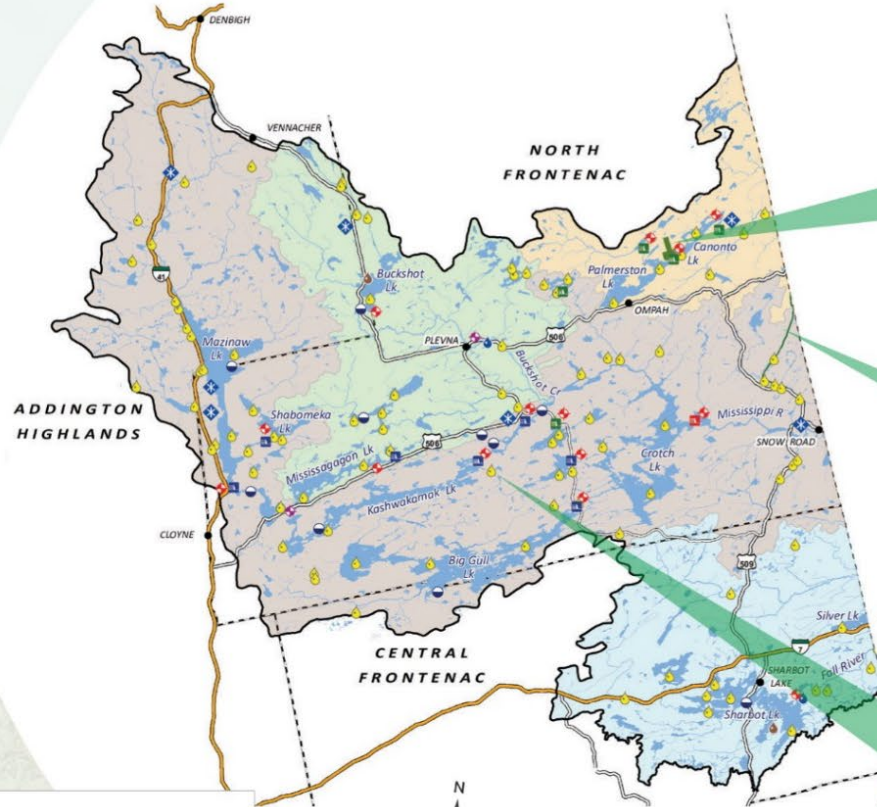 DENBIGH
VENNACHER
NORTH
FRONTENAC
41
Buckshot
Lk
Canonto
Lk
Palmerston
Lk
OMPAH
Mazinaw
Lk
PLEVNA
506
Buckshot Cr
ADDINGTON
HIGHLANDS
Shabomeka
Lk
Mississippi R
SNOW ROAD
506
Mississagagon Lk
Crotch
Lk
Kashwakamak Lk
CLOYNE
Big Gull
Lk
509
Silver Lk
7
CENTRAL
FRONTENAC
SHARBOT
LAKE
Fall River
Sharbot Lk
N